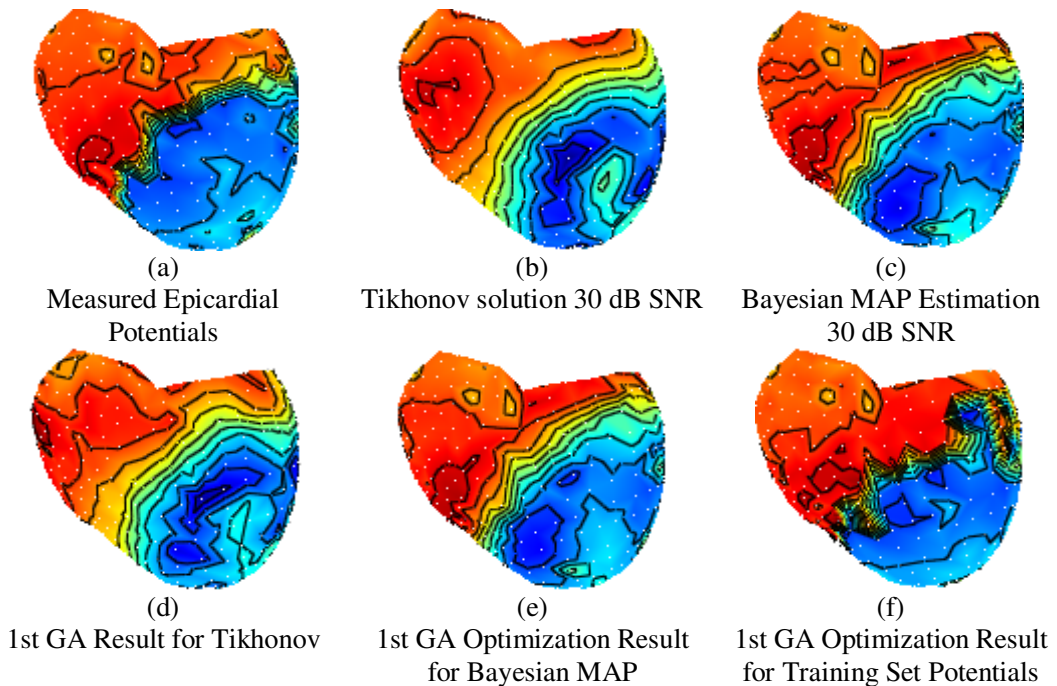 (a)
Measured Epicardial
Potentials
(b)
Tikhonov solution 30 dB SNR
(c)
Bayesian MAP Estimation
30 dB SNR
(d)
1st GA Result for Tikhonov
(e)
1st GA Optimization Result
for Bayesian MAP
(f)
1st GA Optimization Result
for Training Set Potentials